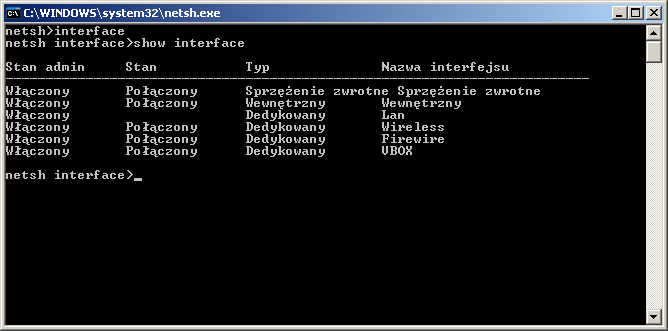 C:\WINDOWS\system32\netsh.exe
netsh>interface
netsh interface>show interface
Stan admin Stan Typ Nazwa interfejsu
-------------------------------------------------------------------------
Włączony Połączony Sprzężenie zwrotne Sprzężenie zwrotne
Włączony Połączony Wewnętrzny Wewnętrzny
Włączony Dedykowany Lan
Włączony Połączony Dedykowany Wireless
Włączony Połączony Dedykowany Firewire
Włączony Połączony Dedykowany VBOX
netsh interface>_